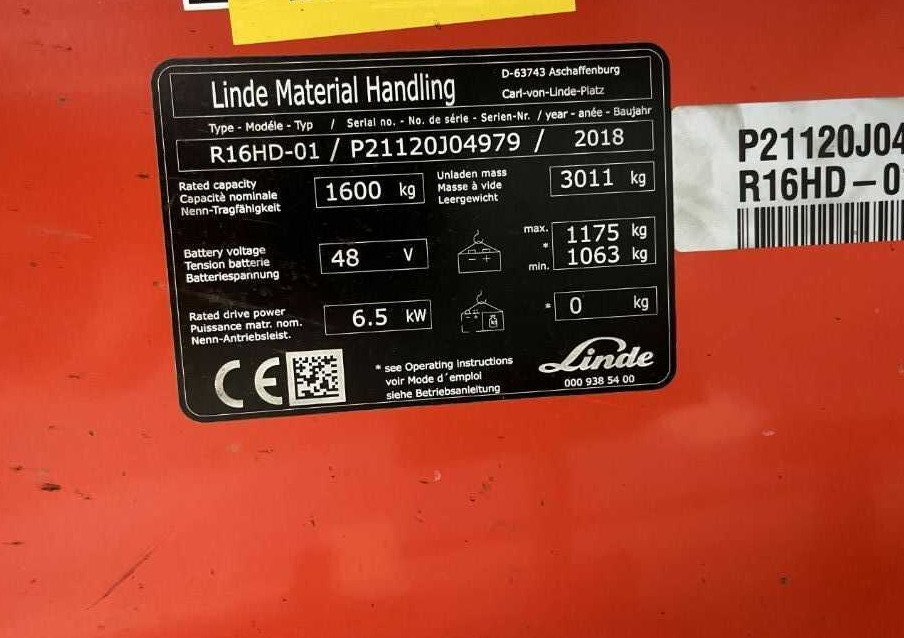 Linde Material Handling
D-63743 Aschaffenburg
Carl-von-Linde-Platz
Type - Modéle - Typ / Serial no. - No. de série - Serien-Nr. / year - anée - Baujahr
R16HD-01 / P21120J04979 / 2018
Rated capacity
Capacité nominale
Nenn-Tragfähigkeit
1600 kg
Unladen mass
Masse à vide
Leergewicht
3011 kg
Battery voltage
Tension batterie
Batteriespannung
48 V
max. 1175 kg
*
min. 1063 kg
Rated drive power
Puissance matr. nom.
Nenn-Antriebsleist.
6.5 kW
* 0 kg
CE
* see Operating instructions
voir Mode d´emploi
siehe Betriebsanleitung
Linde
000 938 54 00
P21120J04
R16HD-0